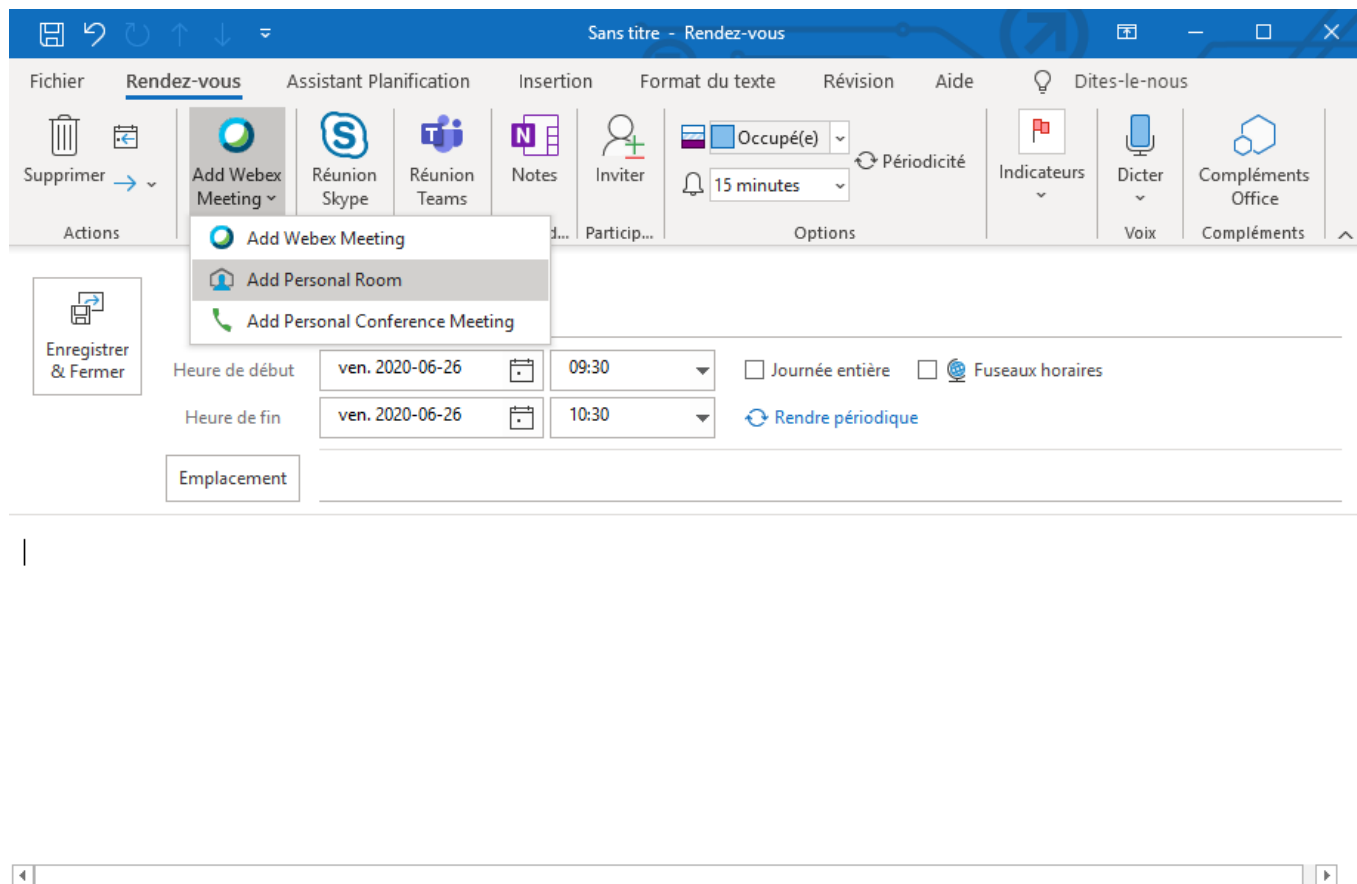 Sans titre - Rendez-vous
Fichier Rendez-vous Assistant Planification Insertion Format du texte Révision Aide Dites-le-nous
Supprimer
Add Webex Meeting
Réunion Skype
Réunion Teams
Notes
Inviter
Occupé(e)
15 minutes
Périodicité
Indicateurs
Dicter
Compléments Office
Actions
d...
Particip...
Options
Voix
Compléments
Add Webex Meeting
Add Personal Room
Add Personal Conference Meeting
Enregistrer
& Fermer
Heure de début ven. 2020-06-26 09:30 Journée entière Fuseaux horaires
Heure de fin ven. 2020-06-26 10:30 Rendre périodique
Emplacement